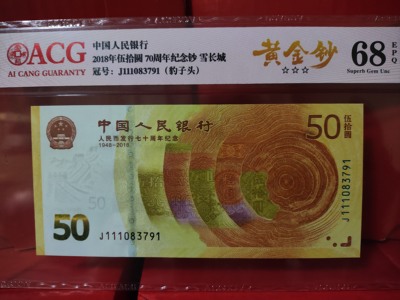 ACG
AI CANG GUARANTY
中国人民银行
2018年伍拾圆 70周年纪念钞 雪长城
冠号: J111083791 (豹子头)
黄金钞
☆☆☆
68 EPQ
Superb Gem Unc
中国人民银行
人民币发行七十周年纪念
1948-2018
50 伍拾圆
J111083791
50
50
J111083791